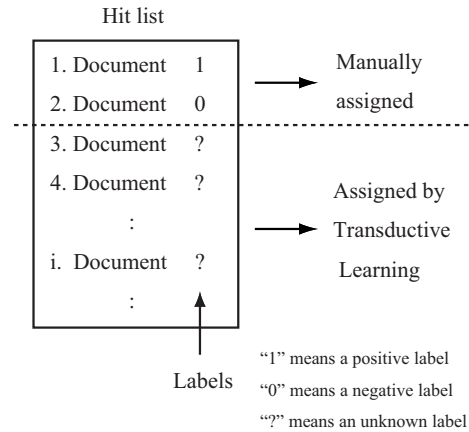 Hit list
1. Document 1
2. Document 0
3. Document ?
4. Document ?
:
i. Document ?
:
Manually
assigned
Assigned by
Transductive
Learning
Labels
“1” means a positive label
“0” means a negative label
“?” means an unknown label